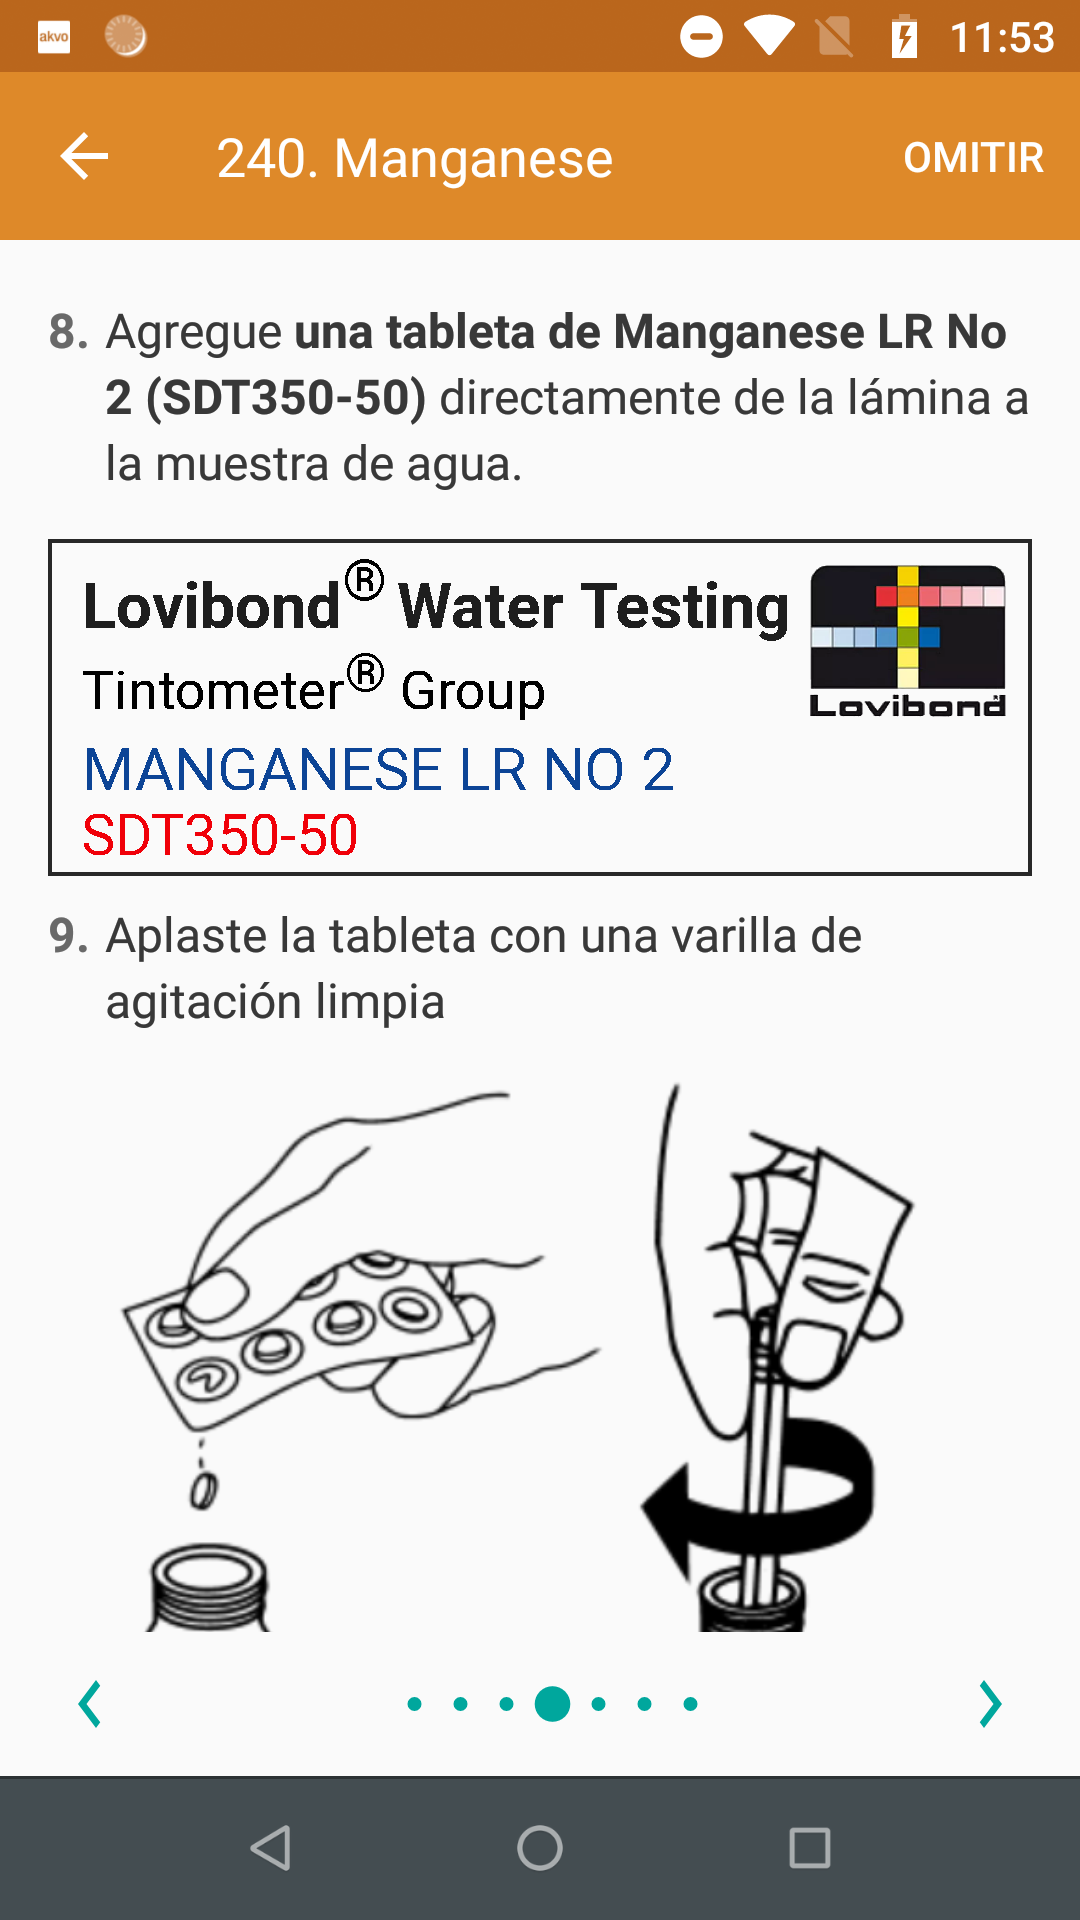 akvo
11:53
240. Manganese
OMITIR
8. Agregue una tableta de Manganese LR No
2 (SDT350-50) directamente de la lámina a
la muestra de agua.
Lovibond® Water Testing
Tintometer® Group
Lovibond
MANGANESE LR NO 2
SDT350-50
9. Aplaste la tableta con una varilla de
agitación limpia